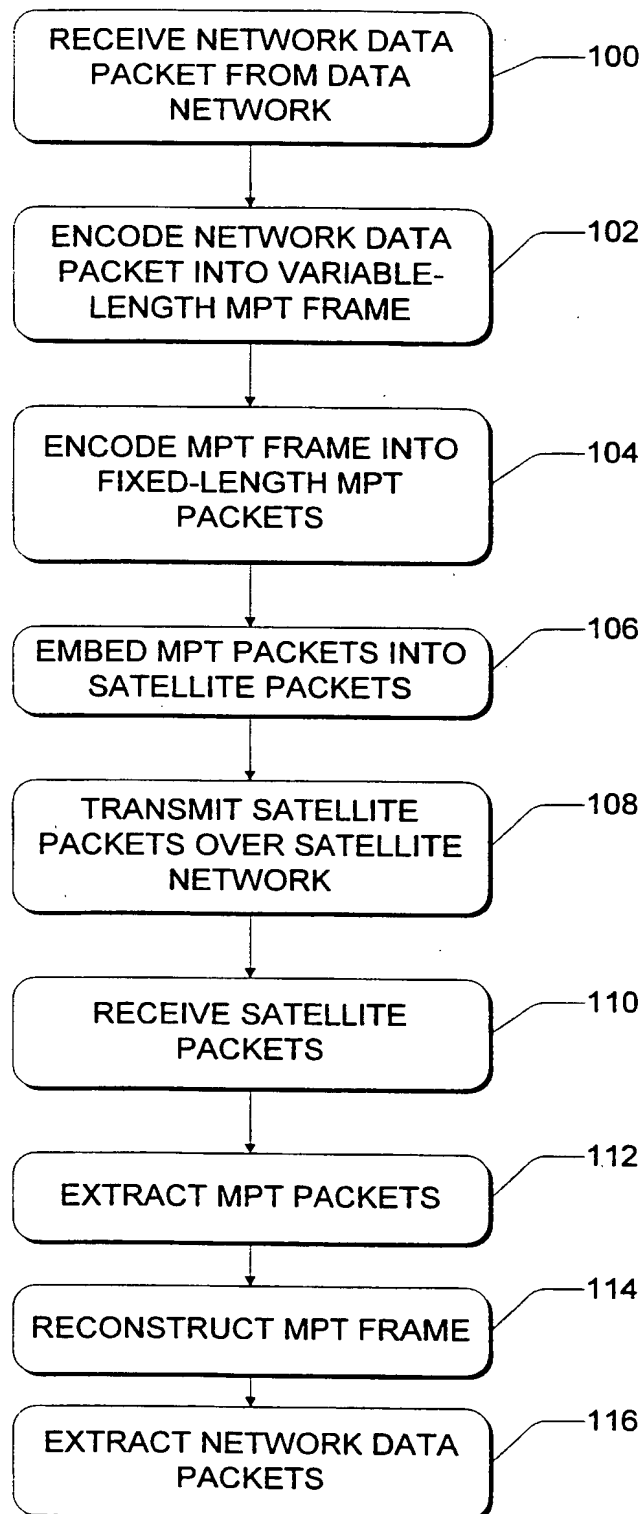 RECEIVE NETWORK DATA
PACKET FROM DATA
NETWORK
100
ENCODE NETWORK DATA
PACKET INTO VARIABLE-
LENGTH MPT FRAME
102
ENCODE MPT FRAME INTO
FIXED-LENGTH MPT
PACKETS
104
EMBED MPT PACKETS INTO
SATELLITE PACKETS
106
TRANSMIT SATELLITE
PACKETS OVER SATELLITE
NETWORK
108
RECEIVE SATELLITE
PACKETS
110
EXTRACT MPT PACKETS
112
RECONSTRUCT MPT FRAME
114
EXTRACT NETWORK DATA
PACKETS
116